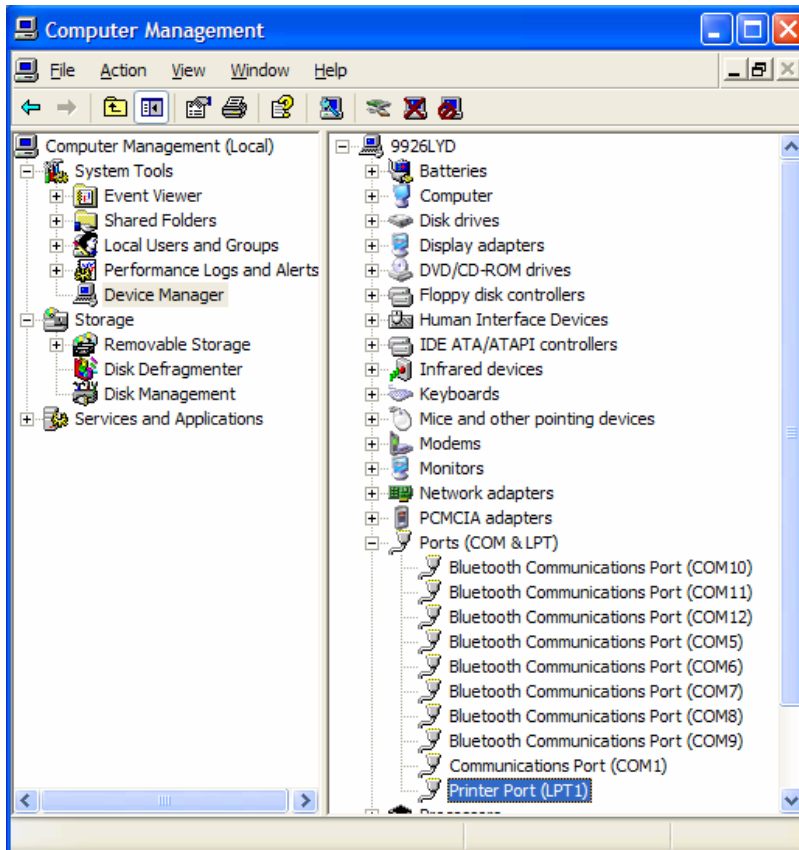 Computer Management
File Action View Window Help
Computer Management (Local)
System Tools
Event Viewer
Shared Folders
Local Users and Groups
Performance Logs and Alerts
Device Manager
Storage
Removable Storage
Disk Defragmenter
Disk Management
Services and Applications
9926LYD
Batteries
Computer
Disk drives
Display adapters
DVD/CD-ROM drives
Floppy disk controllers
Human Interface Devices
IDE ATA/ATAPI controllers
Infrared devices
Keyboards
Mice and other pointing devices
Modems
Monitors
Network adapters
PCMCIA adapters
Ports (COM & LPT)
Bluetooth Communications Port (COM10)
Bluetooth Communications Port (COM11)
Bluetooth Communications Port (COM12)
Bluetooth Communications Port (COM5)
Bluetooth Communications Port (COM6)
Bluetooth Communications Port (COM7)
Bluetooth Communications Port (COM8)
Bluetooth Communications Port (COM9)
Communications Port (COM1)
Printer Port (LPT1)